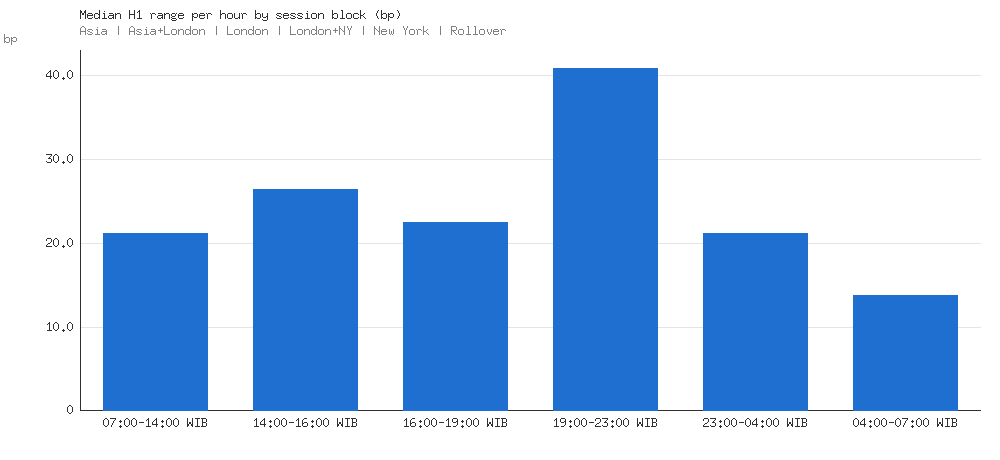 Median H1 range per hour by session block (bp)
Asia | Asia+London | London | London+NY | New York | Rollover
bp
40.0
30.0
20.0
10.0
0
07:00-14:00 WIB 14:00-16:00 WIB 16:00-19:00 WIB 19:00-23:00 WIB 23:00-04:00 WIB 04:00-07:00 WIB